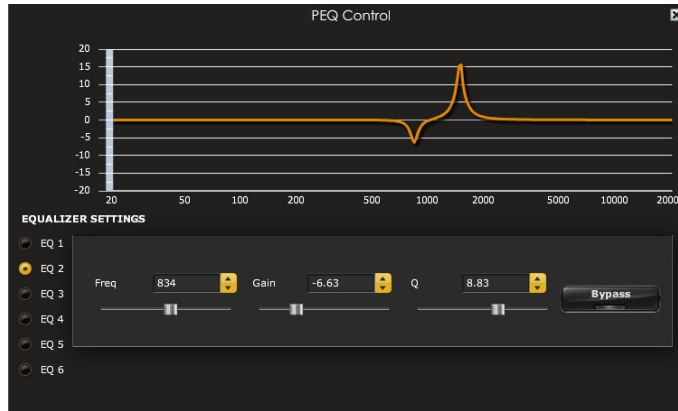 PEQ Control
20
15
10
5
0
-5
-10
-15
-20
20 50 100 200 500 1000 2000 5000 10000 2000
EQUALIZER SETTINGS
EQ 1
EQ 2
EQ 3
EQ 4
EQ 5
EQ 6
Freq 834 Gain -6.63 Q 8.83 Bypass